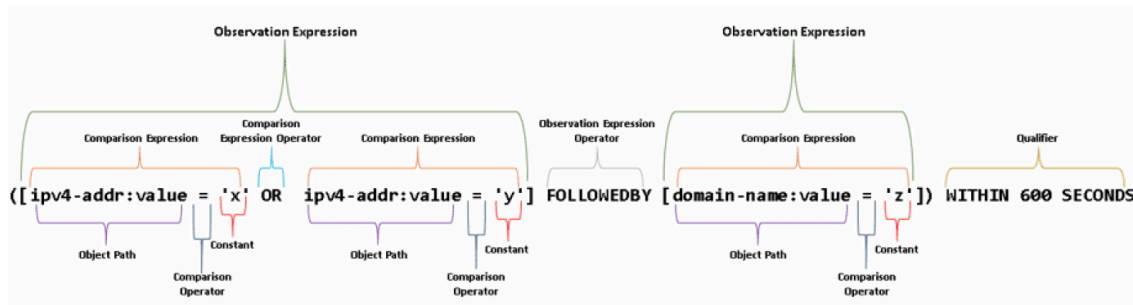 Observation Expression Observation Expression
Comparison Observation Expression
Comparison Expression Expression Operator Comparison Expression Operator Comparison Expression Qualifier
([ipv4-addr:value = 'x' OR ipv4-addr:value = 'y'] FOLLOWEDBY [domain-name:value = 'z']) WITHIN 600 SECONDS
Object Path Constant Object Path Constant Object Path Constant
Comparison Comparison Comparison
Operator Operator Operator